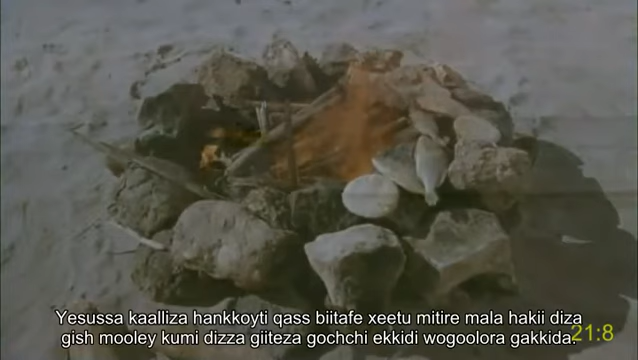 Yesussa kaalliza hankkoyti qass biitafe xeetu mitire mala hakii diza
gish mooley kumi dizza giiteza gochchi ekkidi wogoolora gakkida.
21:8